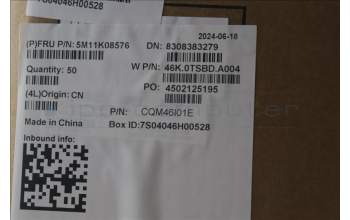 7S04046H00528
2024-06-18
(P)FRU P/N: 5M11K08576 DN: 8308383279
Quantity: 50 W P/N: 46K.0TSBD.A004
(4L)Origin: CN PO: 4502125195
P/N: CQM46I01E
Made in China Box ID:7S04046H00528
Inbound info: